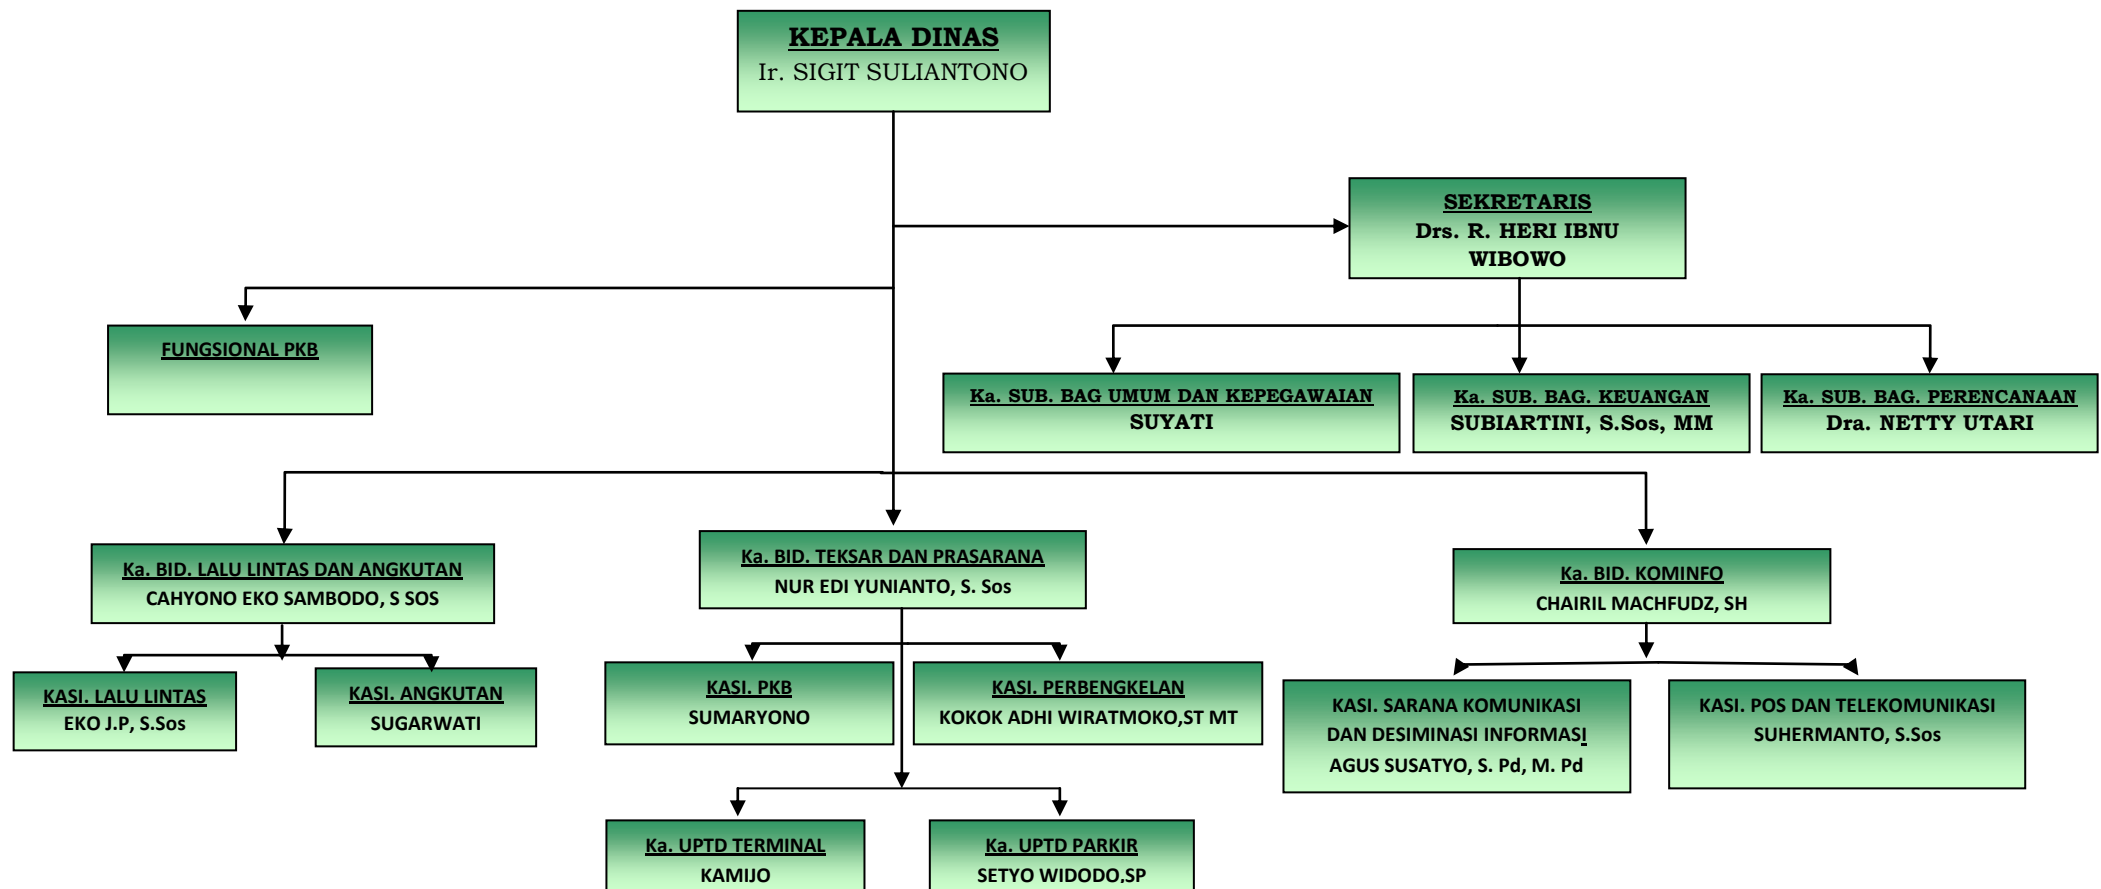 KEPALA DINAS
Ir. SIGIT SULIANTONO
SEKRETARIS
Drs. R. HERI IBNU
WIBOWO
FUNGSIONAL PKB
Ka. SUB. BAG UMUM DAN KEPEGAWAIAN
SUYATI
Ka. SUB. BAG. KEUANGAN
SUBIARTINI, S.Sos, MM
Ka. SUB. BAG. PERENCANAAN
Dra. NETTY UTARI
Ka. BID. LALU LINTAS DAN ANGKUTAN
CAHYONO EKO SAMBODO, S SOS
Ka. BID. TEKSAR DAN PRASARANA
NUR EDI YUNIANTO, S. Sos
Ka. BID. KOMINFO
CHAIRIL MACHFUDZ, SH
KASI. LALU LINTAS
EKO J.P, S.Sos
KASI. ANGKUTAN
SUGARWATI
KASI. PKB
SUMARYONO
KASI. PERBENGKELAN
KOKOK ADHI WIRATMOKO,ST MT
KASI. SARANA KOMUNIKASI
DAN DESIMINASI INFORMASI
AGUS SUSATYO, S. Pd, M. Pd
KASI. POS DAN TELEKOMUNIKASI
SUHERMANTO, S.Sos
Ka. UPTD TERMINAL
KAMIJO
Ka. UPTD PARKIR
SETYO WIDODO,SP